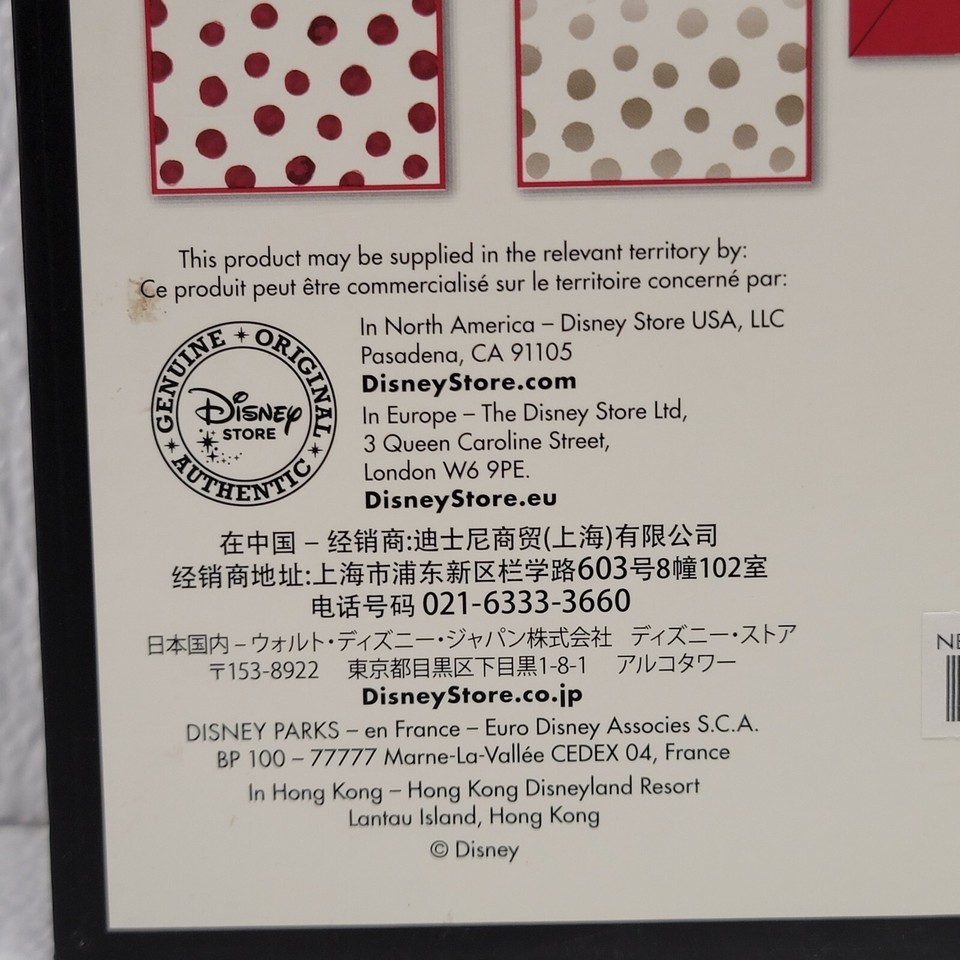 This product may be supplied in the relevant territory by:
Ce produit peut être commercialisé sur le territoire concerné par:
GENUINE ORIGINAL
Disney
STORE
AUTHENTIC
In North America – Disney Store USA, LLC
Pasadena, CA 91105
DisneyStore.com
In Europe – The Disney Store Ltd,
3 Queen Caroline Street,
London W6 9PE.
DisneyStore.eu
在中国 – 经销商:迪士尼商贸(上海)有限公司
经销商地址:上海市浦东新区栏学路603号8幢102室
电话号码 021-6333-3660
日本国内 – ウォルト・ディズニー・ジャパン株式会社 ディズニー・ストア
〒153-8922 東京都目黒区下目黒1-8-1 アルコタワー
DisneyStore.co.jp
DISNEY PARKS – en France – Euro Disney Associes S.C.A.
BP 100 – 77777 Marne-La-Vallée CEDEX 04, France
In Hong Kong – Hong Kong Disneyland Resort
Lantau Island, Hong Kong
© Disney